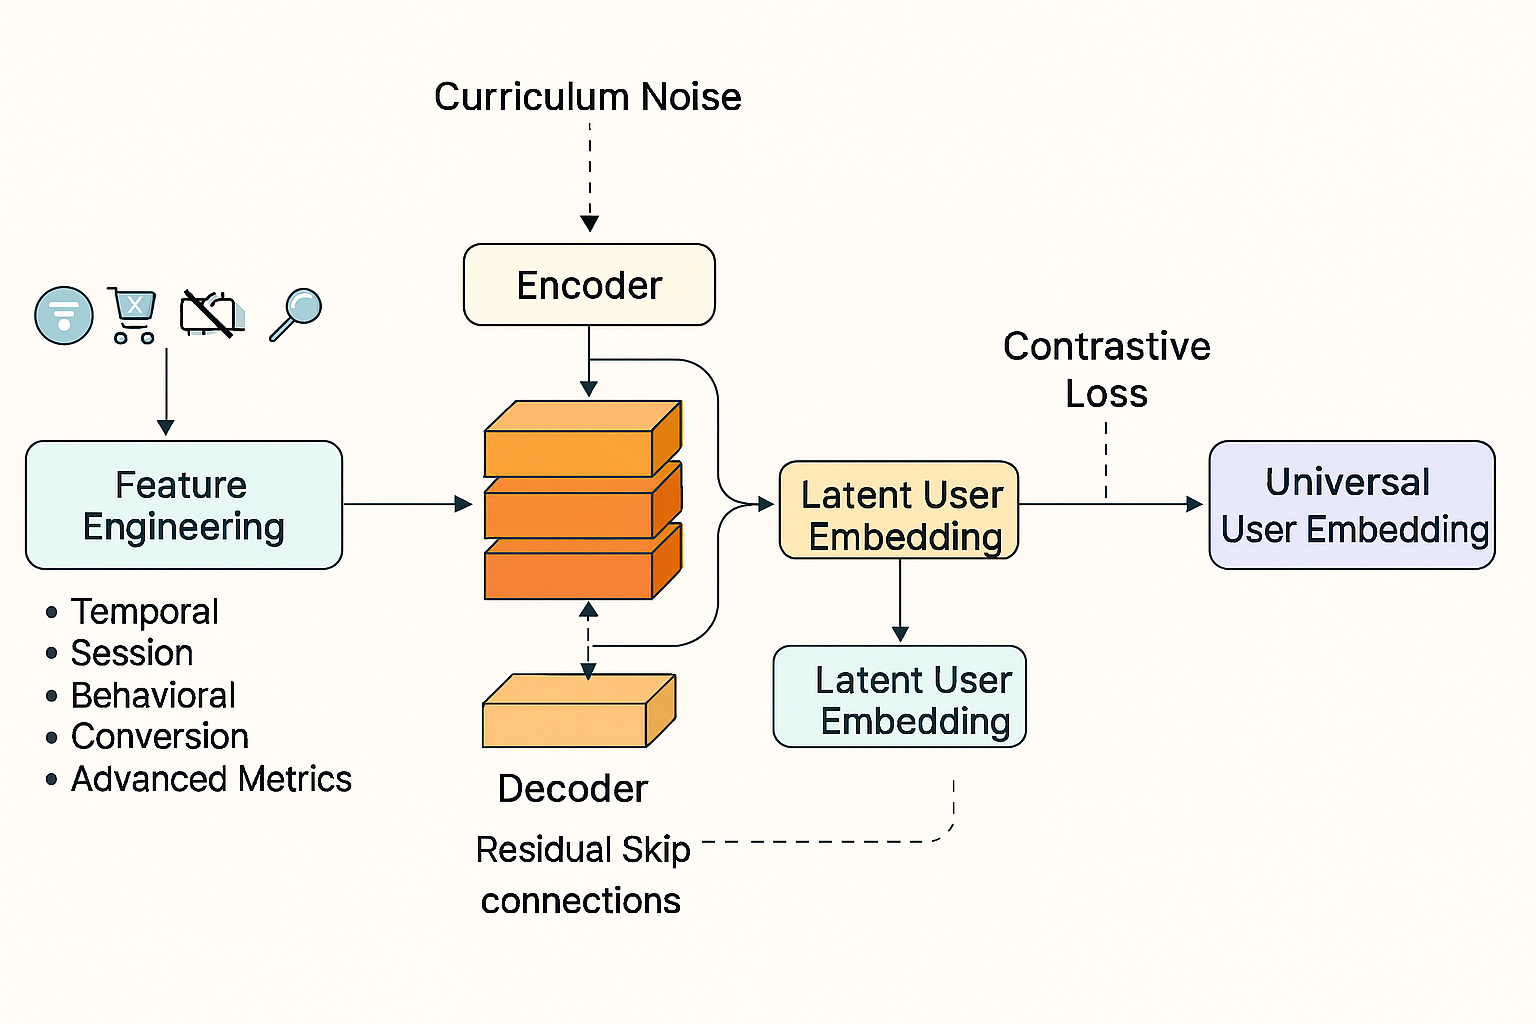 Curriculum Noise
Encoder
X
Contrastive
Loss
Feature
Engineering
Latent User
Embedding
Universal
User Embedding
• Temporal
• Session
• Behavioral
• Conversion
• Advanced Metrics
Latent User
Embedding
Decoder
Residual Skip
connections